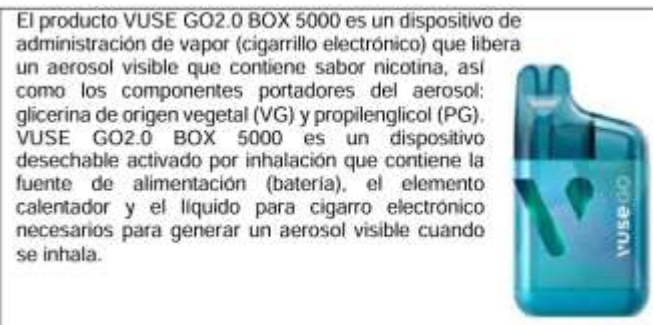 El producto VUSE GO2.0 BOX 5000 es un dispositivo de
administración de vapor (cigarrillo electrónico) que libera
un aerosol visible que contiene sabor nicotina, así
como los componentes portadores del aerosol:
glicerina de origen vegetal (VG) y propilenglicol (PG).
VUSE GO2.0 BOX 5000 es un dispositivo
desechable activado por inhalación que contiene la
fuente de alimentación (batería), el elemento
calentador y el líquido para cigarro electrónico
necesarios para generar un aerosol visible cuando
se inhala.
vuse GO